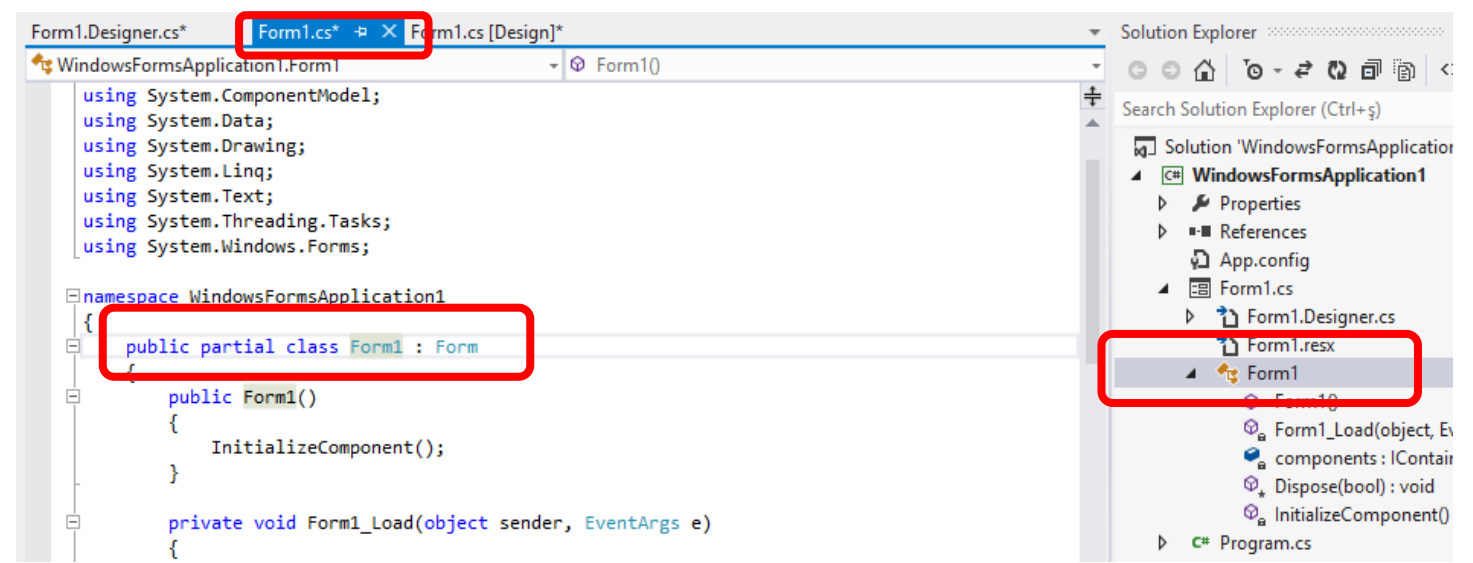 Form1.Designer.cs* Form1.cs* Form1.cs [Design]*
WindowsFormsApplication1.Form1 Form1()
using System.ComponentModel;
using System.Data;
using System.Drawing;
using System.Linq;
using System.Text;
using System.Threading.Tasks;
using System.Windows.Forms;
namespace WindowsFormsApplication1
{
public partial class Form1 : Form
{
public Form1()
{
InitializeComponent();
}
private void Form1_Load(object sender, EventArgs e)
{
Solution Explorer
Search Solution Explorer (Ctrl+ş)
Solution 'WindowsFormsApplication
C# WindowsFormsApplication1
Properties
References
App.config
Form1.cs
Form1.Designer.cs
Form1.resx
Form1
Form1()
Form1_Load(object, Ev
components : IContain
Dispose(bool) : void
InitializeComponent()
C# Program.cs